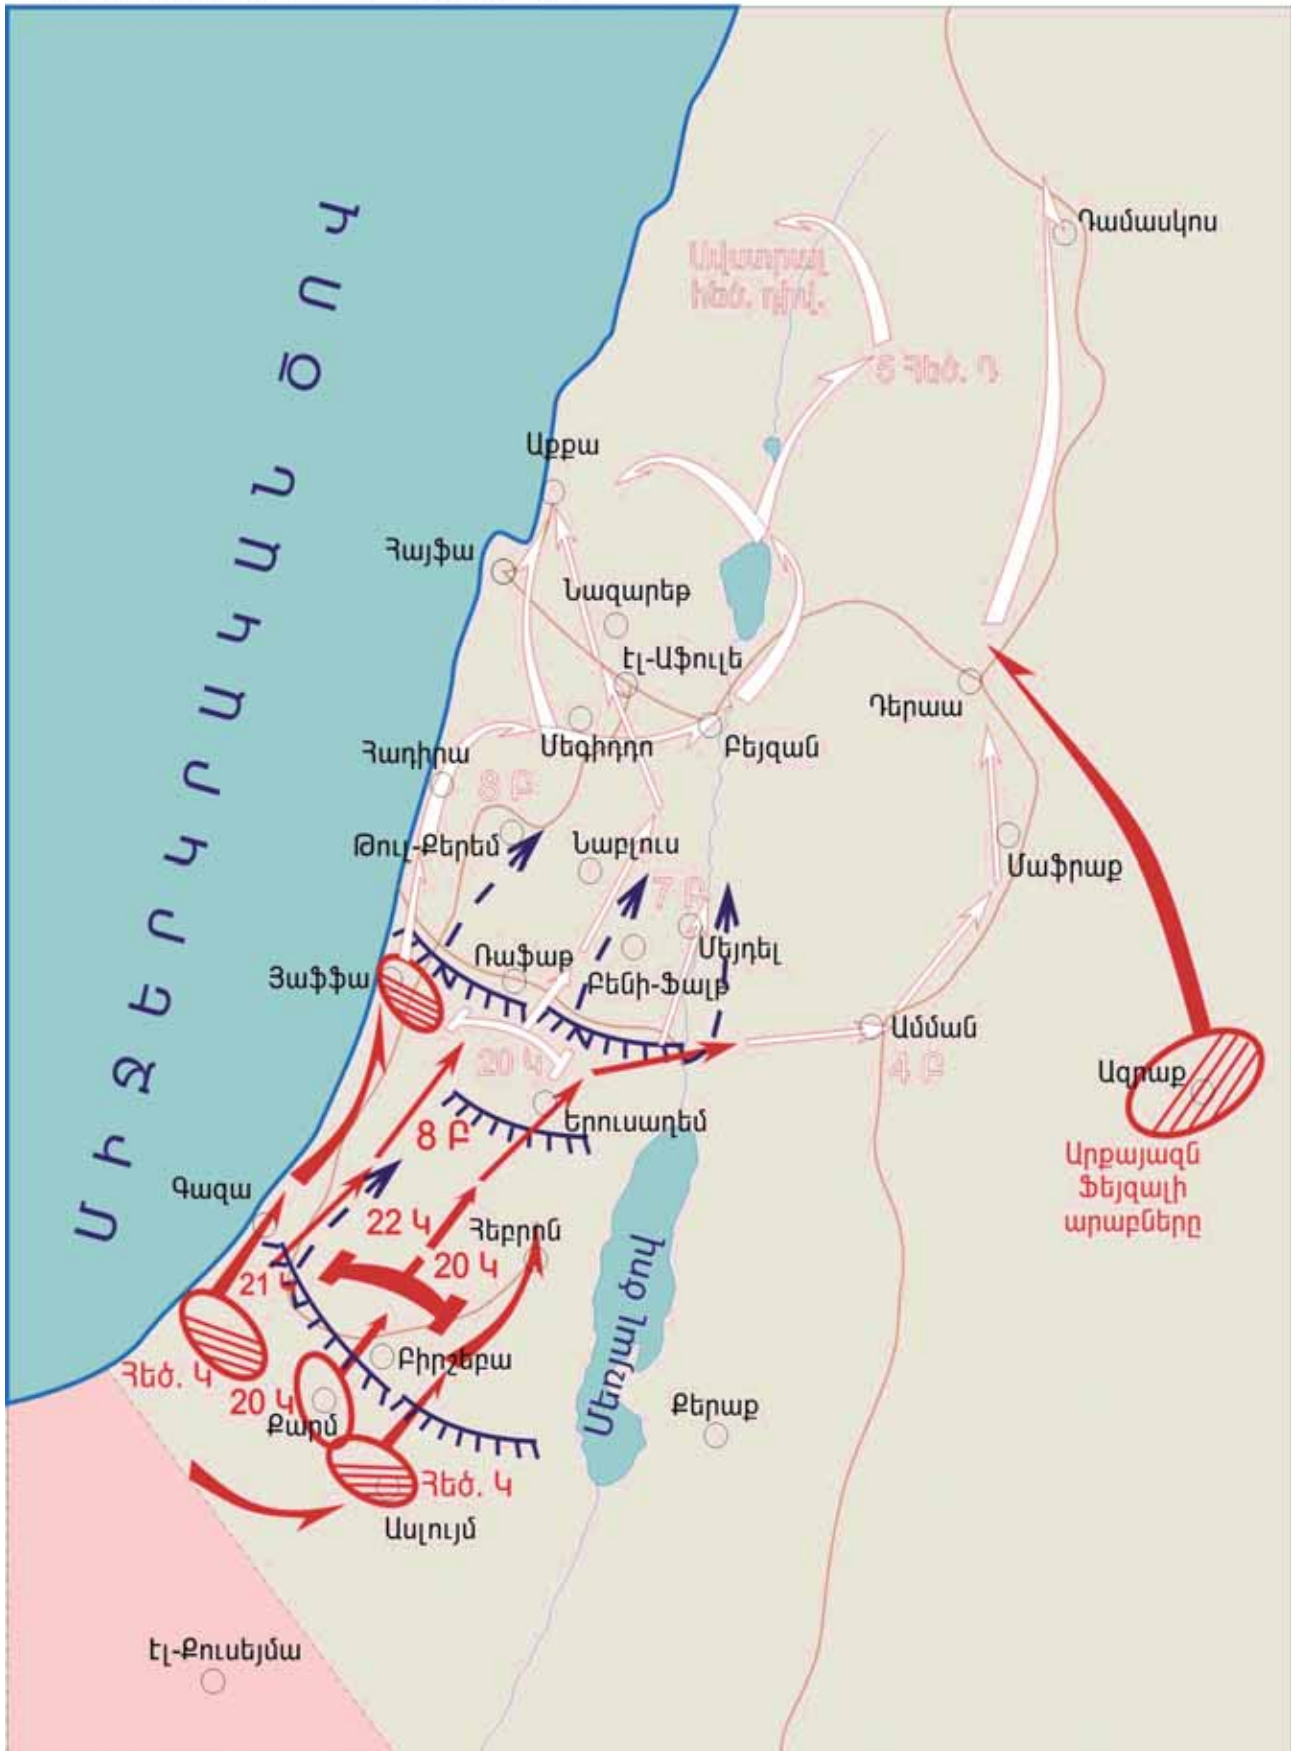 ՄԻՋԵՐԿՐԱԿԱՆ ԾՈՎ
Դամասկոս
Ավստրալ
հեծ. դիվ.
5 Հեծ. Դ
Աքքա
Հայֆա
Նազարեթ
էլ-Աֆուլե
Դերաա
Մեգիդդո
Բեյզան
Հադիրա
8 Բ
Թուլ-Քերեմ
Նաբլուս
Մաֆրաք
7 Բ
Մեյդել
Ռաֆաթ
Բենի-Ֆալթ
Յաֆֆա
Ամման
20 Կ
4 Բ
Ազրաք
Երուսաղեմ
8 Բ
Արքայազն
Ֆեյզալի
արաբները
Գազա
22 Կ
Հեբրոն
20 Կ
21 Կ
Մեռյալ ծով
Բիրշեբա
Հեծ. Կ
20 Կ
Քարմ
Քերաք
Հեծ. Կ
Ասլույմ
էլ-Քուսեյմա